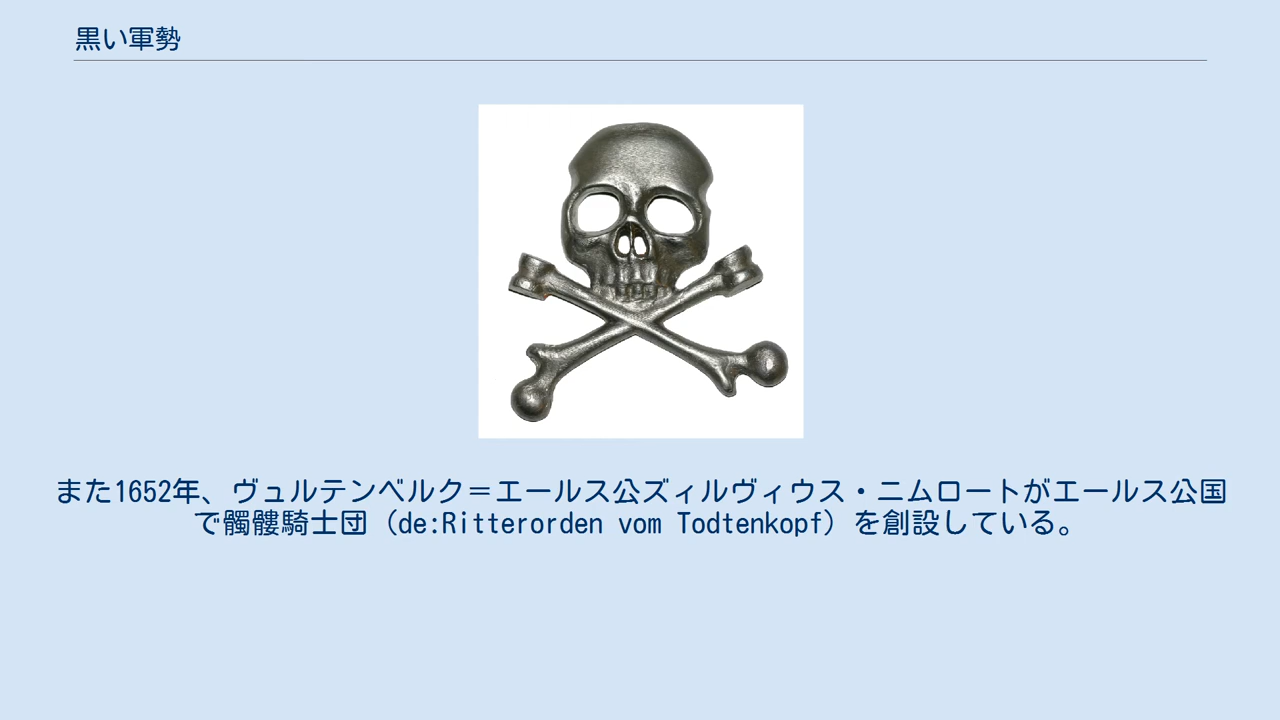 黒い軍勢
また1652年、ヴュルテンベルク＝エールス公ズィルヴィウス・ニムロートがエールス公国
で髑髏騎士団（de:Ritterorden vom Todtenkopf）を創設している。